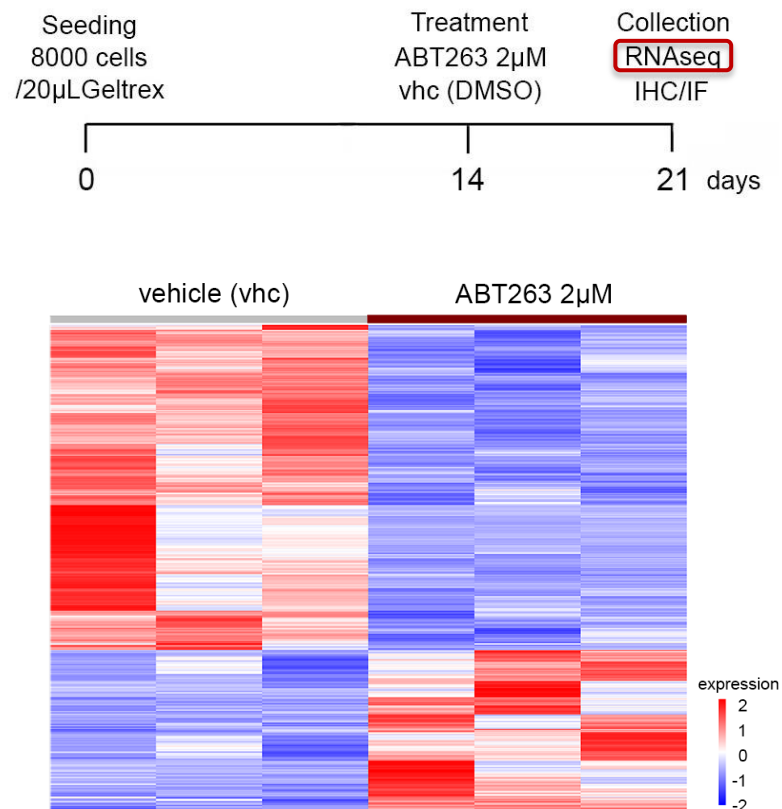 Seeding
8000 cells
/20µLGeltrex
Treatment
ABT263 2µM
vhc (DMSO)
Collection
RNAseq
IHC/IF
0
14
21
days
vehicle (vhc)
ABT263 2µM
expression
2
1
0
-1
-2